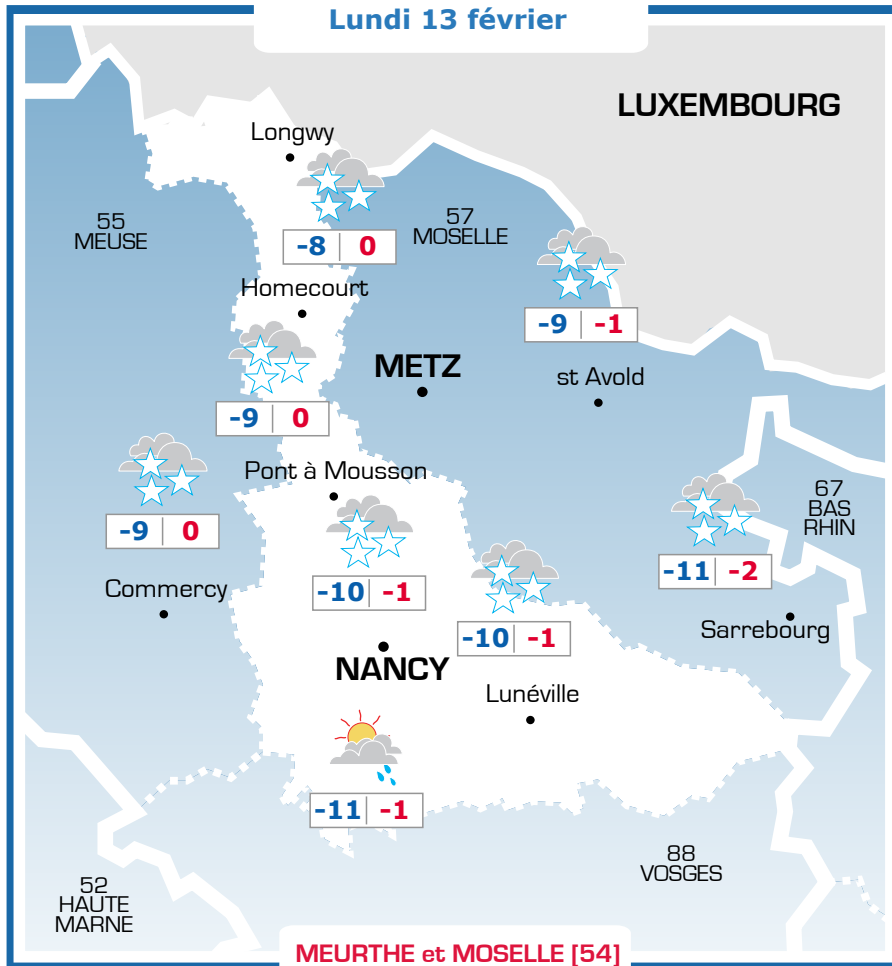 Lundi 13 février
LUXEMBOURG
Longwy
55
MEUSE
57
MOSELLE
-8 0
Homecourt
-9 -1
METZ
st Avold
-9 0
Pont à Mousson
67
BAS
RHIN
-9 0
-11 -2
Commercy
-10 -1
Sarrebourg
-10 -1
NANCY
Lunéville
-11 -1
88
VOSGES
52
HAUTE
MARNE
MEURTHE et MOSELLE [54]